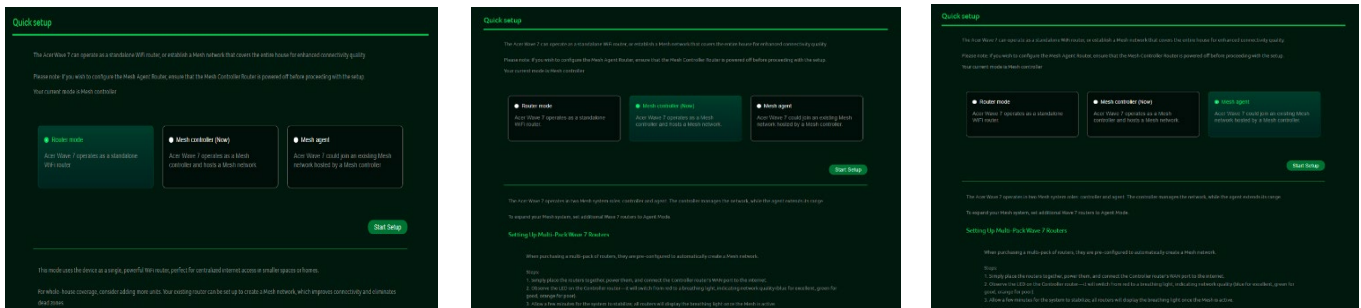 Quick setup
The Acer Wave 7 can operate as a standalone WiFi router, or establish a Mesh network that covers the entire house for enhanced connectivity quality
Please note: If you wish to configure the Mesh Agent Router, ensure that the Mesh Controller Router is powered off before proceeding with the setup.
Your current mode is Mesh controller
Router mode
Acer Wave 7 operates as a standalone
WiFi router
Mesh controller (Now)
Acer Wave 7 operates as a Mesh
controller and hosts a Mesh network
Mesh agent
Acer Wave 7 could join an existing Mesh
network hosted by a Mesh controller
Start Setup
This mode uses the device as a single, powerful WiFi router, perfect for centralized internet access in smaller spaces or homes.
For whole-house coverage, consider adding more units. Your existing router can be set up to create a Mesh network, which improves connectivity and eliminates
dead zones
Quick setup
The Acer Wave 7 can operate as a standalone WiFi router, or establish a Mesh network that covers the entire house for enhanced connectivity quality.
Please note: If you wish to configure the Mesh Agent Router, ensure that the Mesh Controller Router is powered off before proceeding with the setup.
Your current mode is Mesh controller
Router mode
Acer Wave 7 operates as a standalone
WiFi router
Mesh controller (Now)
Acer Wave 7 operates as a Mesh
controller and hosts a Mesh network
Mesh agent
Acer Wave 7 could join an existing Mesh
network hosted by a Mesh controller
Start Setup
The Acer Wave 7 operates in two Mesh system roles: controller and agent. The controller manages the network, while the agent extends its range
To expand your Mesh system, set additional Wave 7 routers to Agent Mode.
Setting Up Multi-Pack Wave 7 Routers
When purchasing a multi-pack of routers, they are pre-configured to automatically create a Mesh network.
Steps
1. Simply place the routers together, power them, and connect the Controller router's WAN port to the internet.
2. Observe the LED on the Controller router—it will switch from red to a breathing light, indicating network quality (blue for excellent, green for
good, orange for poor)
3. Allow a few minutes for the system to stabilize, all routers will display the breathing light once the Mesh is active.
Quick setup
The Acer Wave 7 can operate as a standalone WiFi router, or establish a Mesh network that covers the entire house for enhanced connectivity quality.
Please note: If you wish to configure the Mesh Agent Router, ensure that the Mesh Controller Router is powered off before proceeding with the setup.
Your current mode is Mesh controller
Router mode
Acer Wave 7 operates as a standalone
WiFi router
Mesh controller (Now)
Acer Wave 7 operates as a Mesh
controller and hosts a Mesh network
Mesh agent
Acer Wave 7 could join an existing Mesh
network hosted by a Mesh controller
Start Setup
The Acer Wave 7 operates in two Mesh system roles: controller and agent. The controller manages the network, while the agent extends its range
To expand your Mesh system, set additional Wave 7 routers to Agent Mode.
Setting Up Multi-Pack Wave 7 Routers
When purchasing a multi-pack of routers, they are pre-configured to automatically create a Mesh network.
Steps
1. Simply place the routers together, power them, and connect the Controller router's WAN port to the internet.
2. Observe the LED on the Controller router—it will switch from red to a breathing light, indicating network quality (blue for excellent, green for
good, orange for poor)
3. Allow a few minutes for the system to stabilize, all routers will display the breathing light once the Mesh is active.